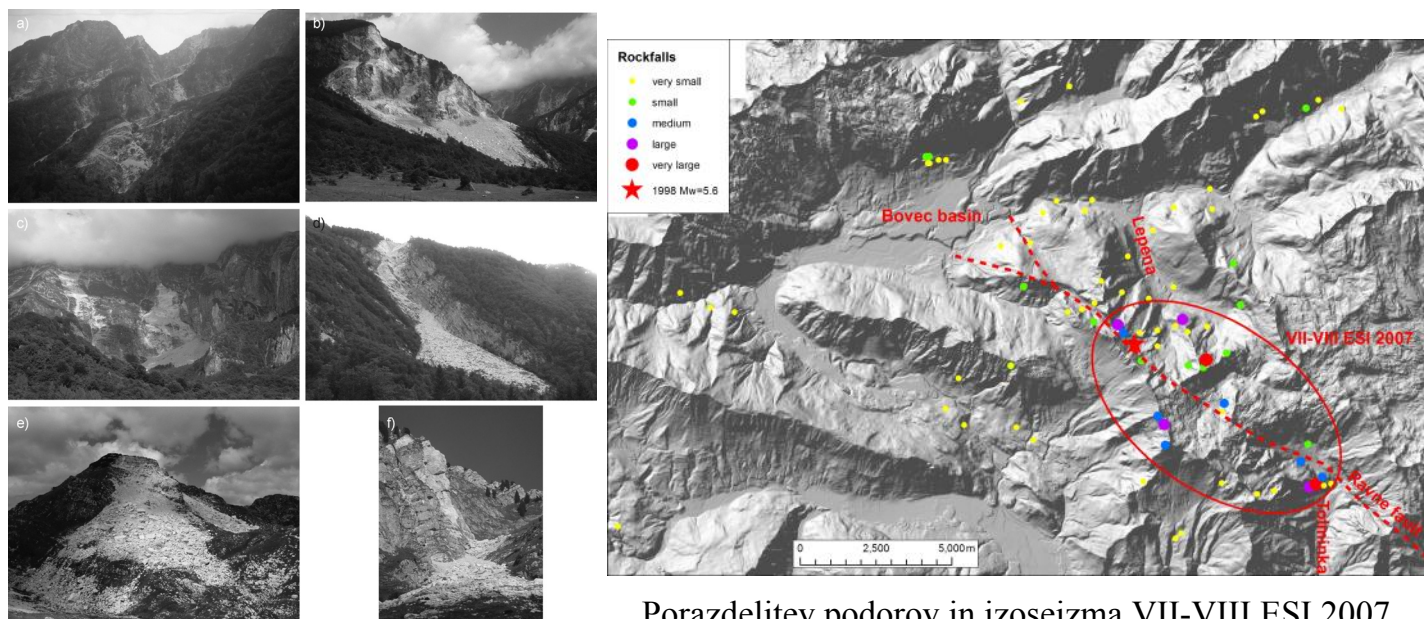 a)
b)
c)
d)
e)
f)
Rockfalls
very small
small
medium
large
very large
1998 Mw=5.6
Bovec basin
Lepena
VII-VIII ESI 2007
Ravne fault
Tolminka
0 2,500 5,000 m
Porazdelitev podorov in izoseizma VII-VIII ESI 2007